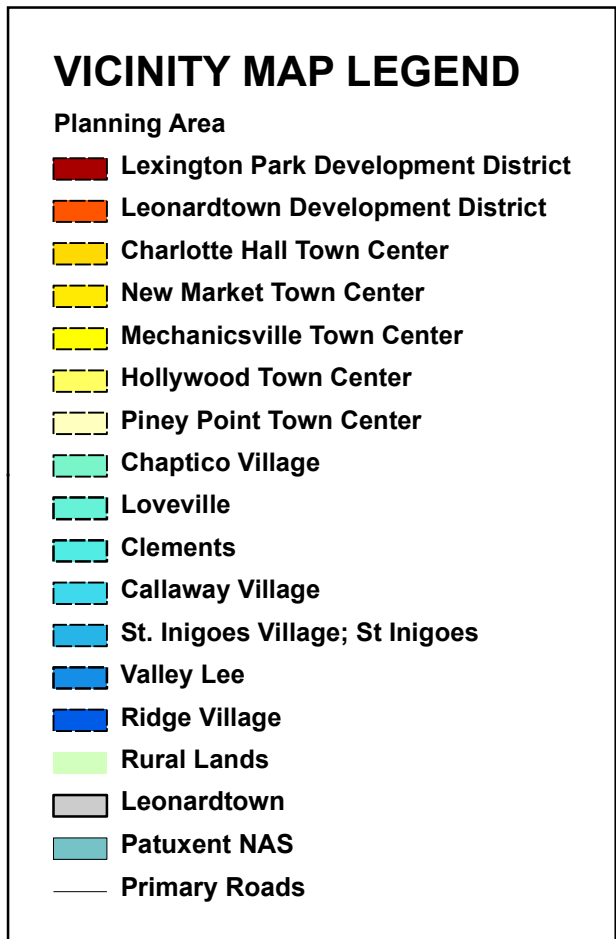 VICINITY MAP LEGEND
Planning Area
Lexington Park Development District
Leonardtown Development District
Charlotte Hall Town Center
New Market Town Center
Mechanicsville Town Center
Hollywood Town Center
Piney Point Town Center
Chaptico Village
Loveville
Clements
Callaway Village
St. Inigoes Village; St Inigoes
Valley Lee
Ridge Village
Rural Lands
Leonardtown
Patuxent NAS
Primary Roads